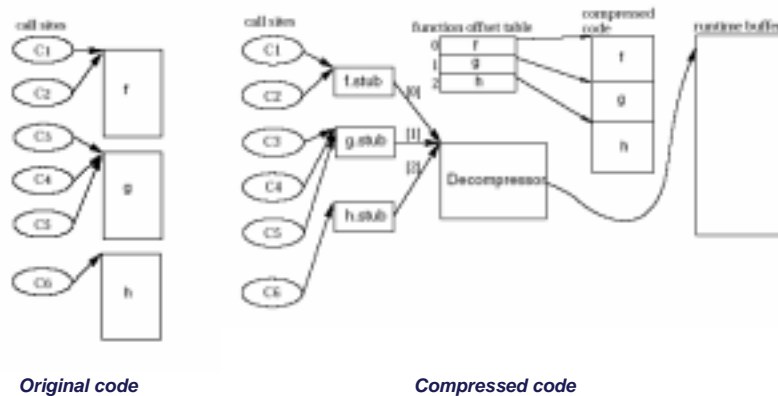 call sites
C1
C2
C3
C4
C5
C6
f
g
h
call sites
C1
C2
C3
C4
C5
C6
f.stub
g.stub
h.stub
[0]
[1]
[2]
function offset table
0 f
1 g
2 h
Decompressor
compressed
code
f
g
h
runtime buffer
Original code
Compressed code